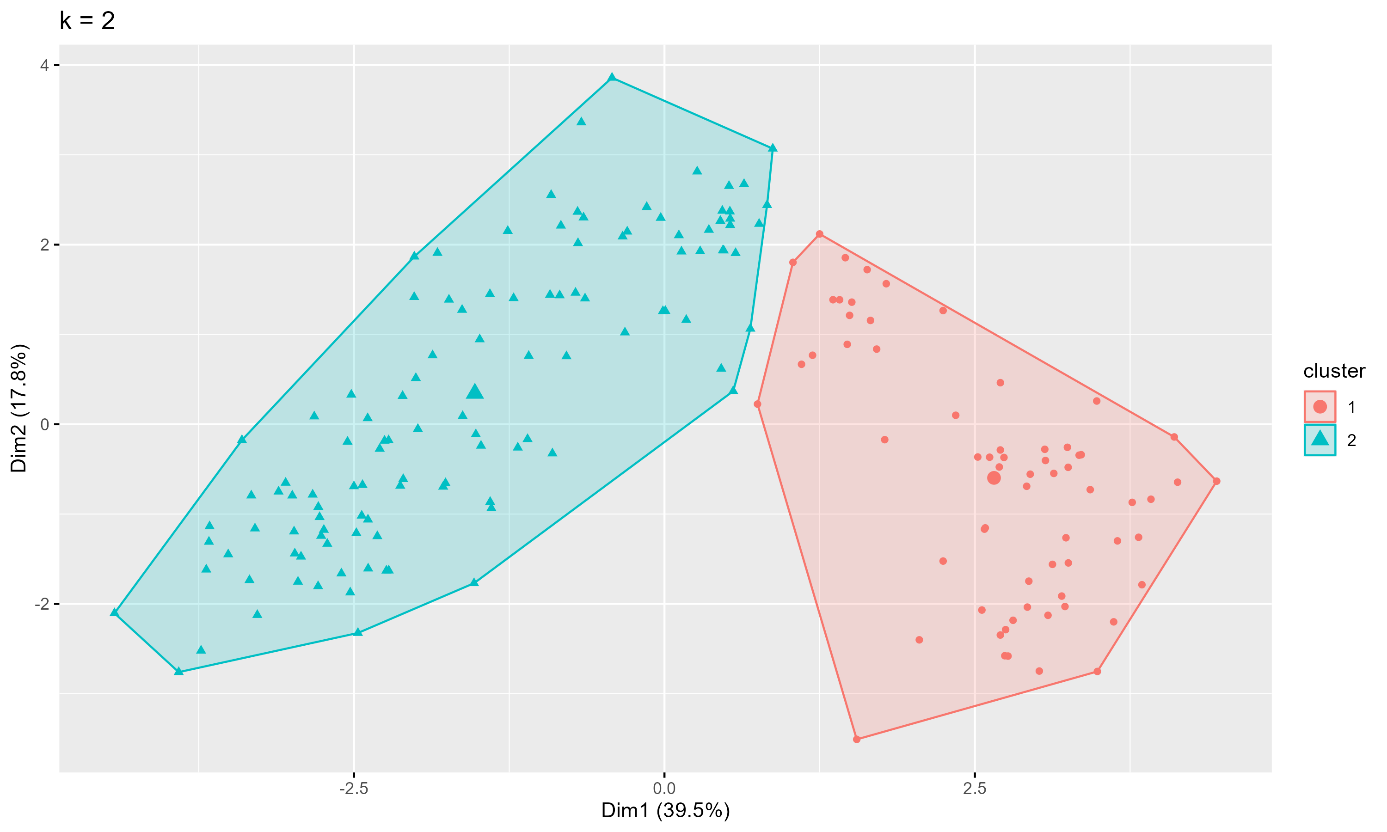 k = 2
4
2
0
-2
Dim2 (17.8%)
-2.5
0.0
2.5
Dim1 (39.5%)
cluster
1
2